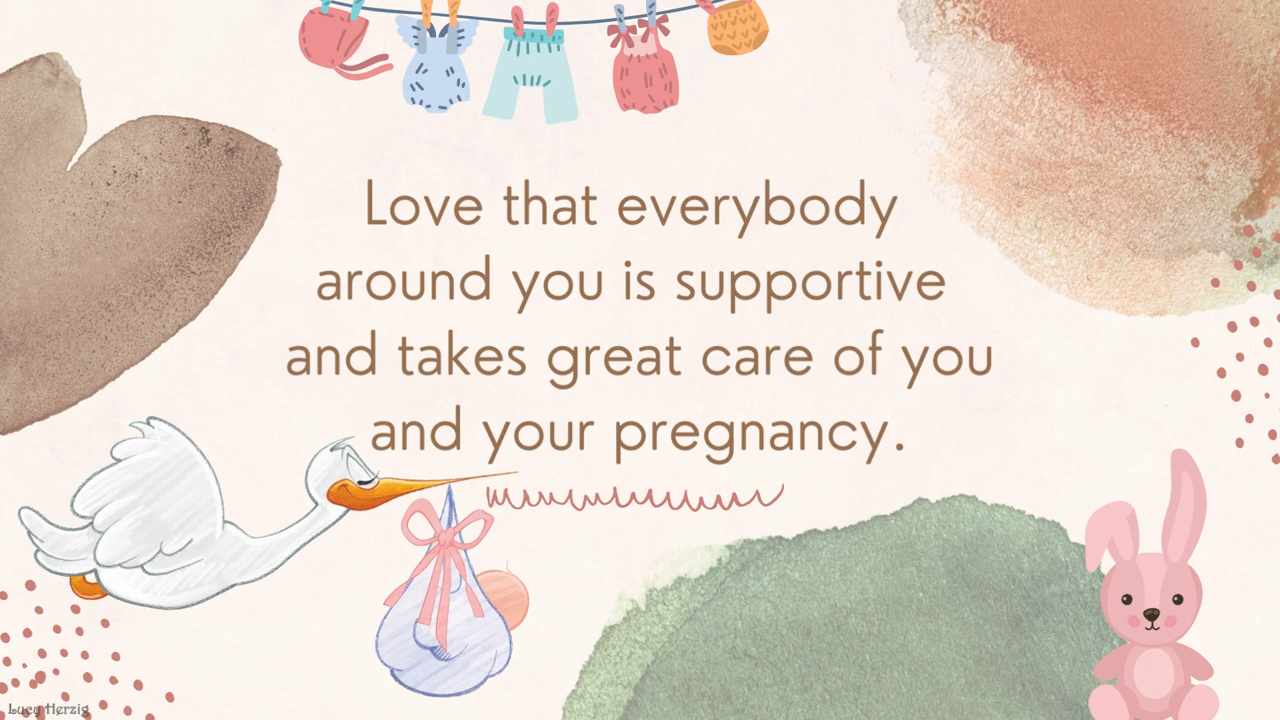 Love that everybody
around you is supportive
and takes great care of you
and your pregnancy.
Lucy Herzig